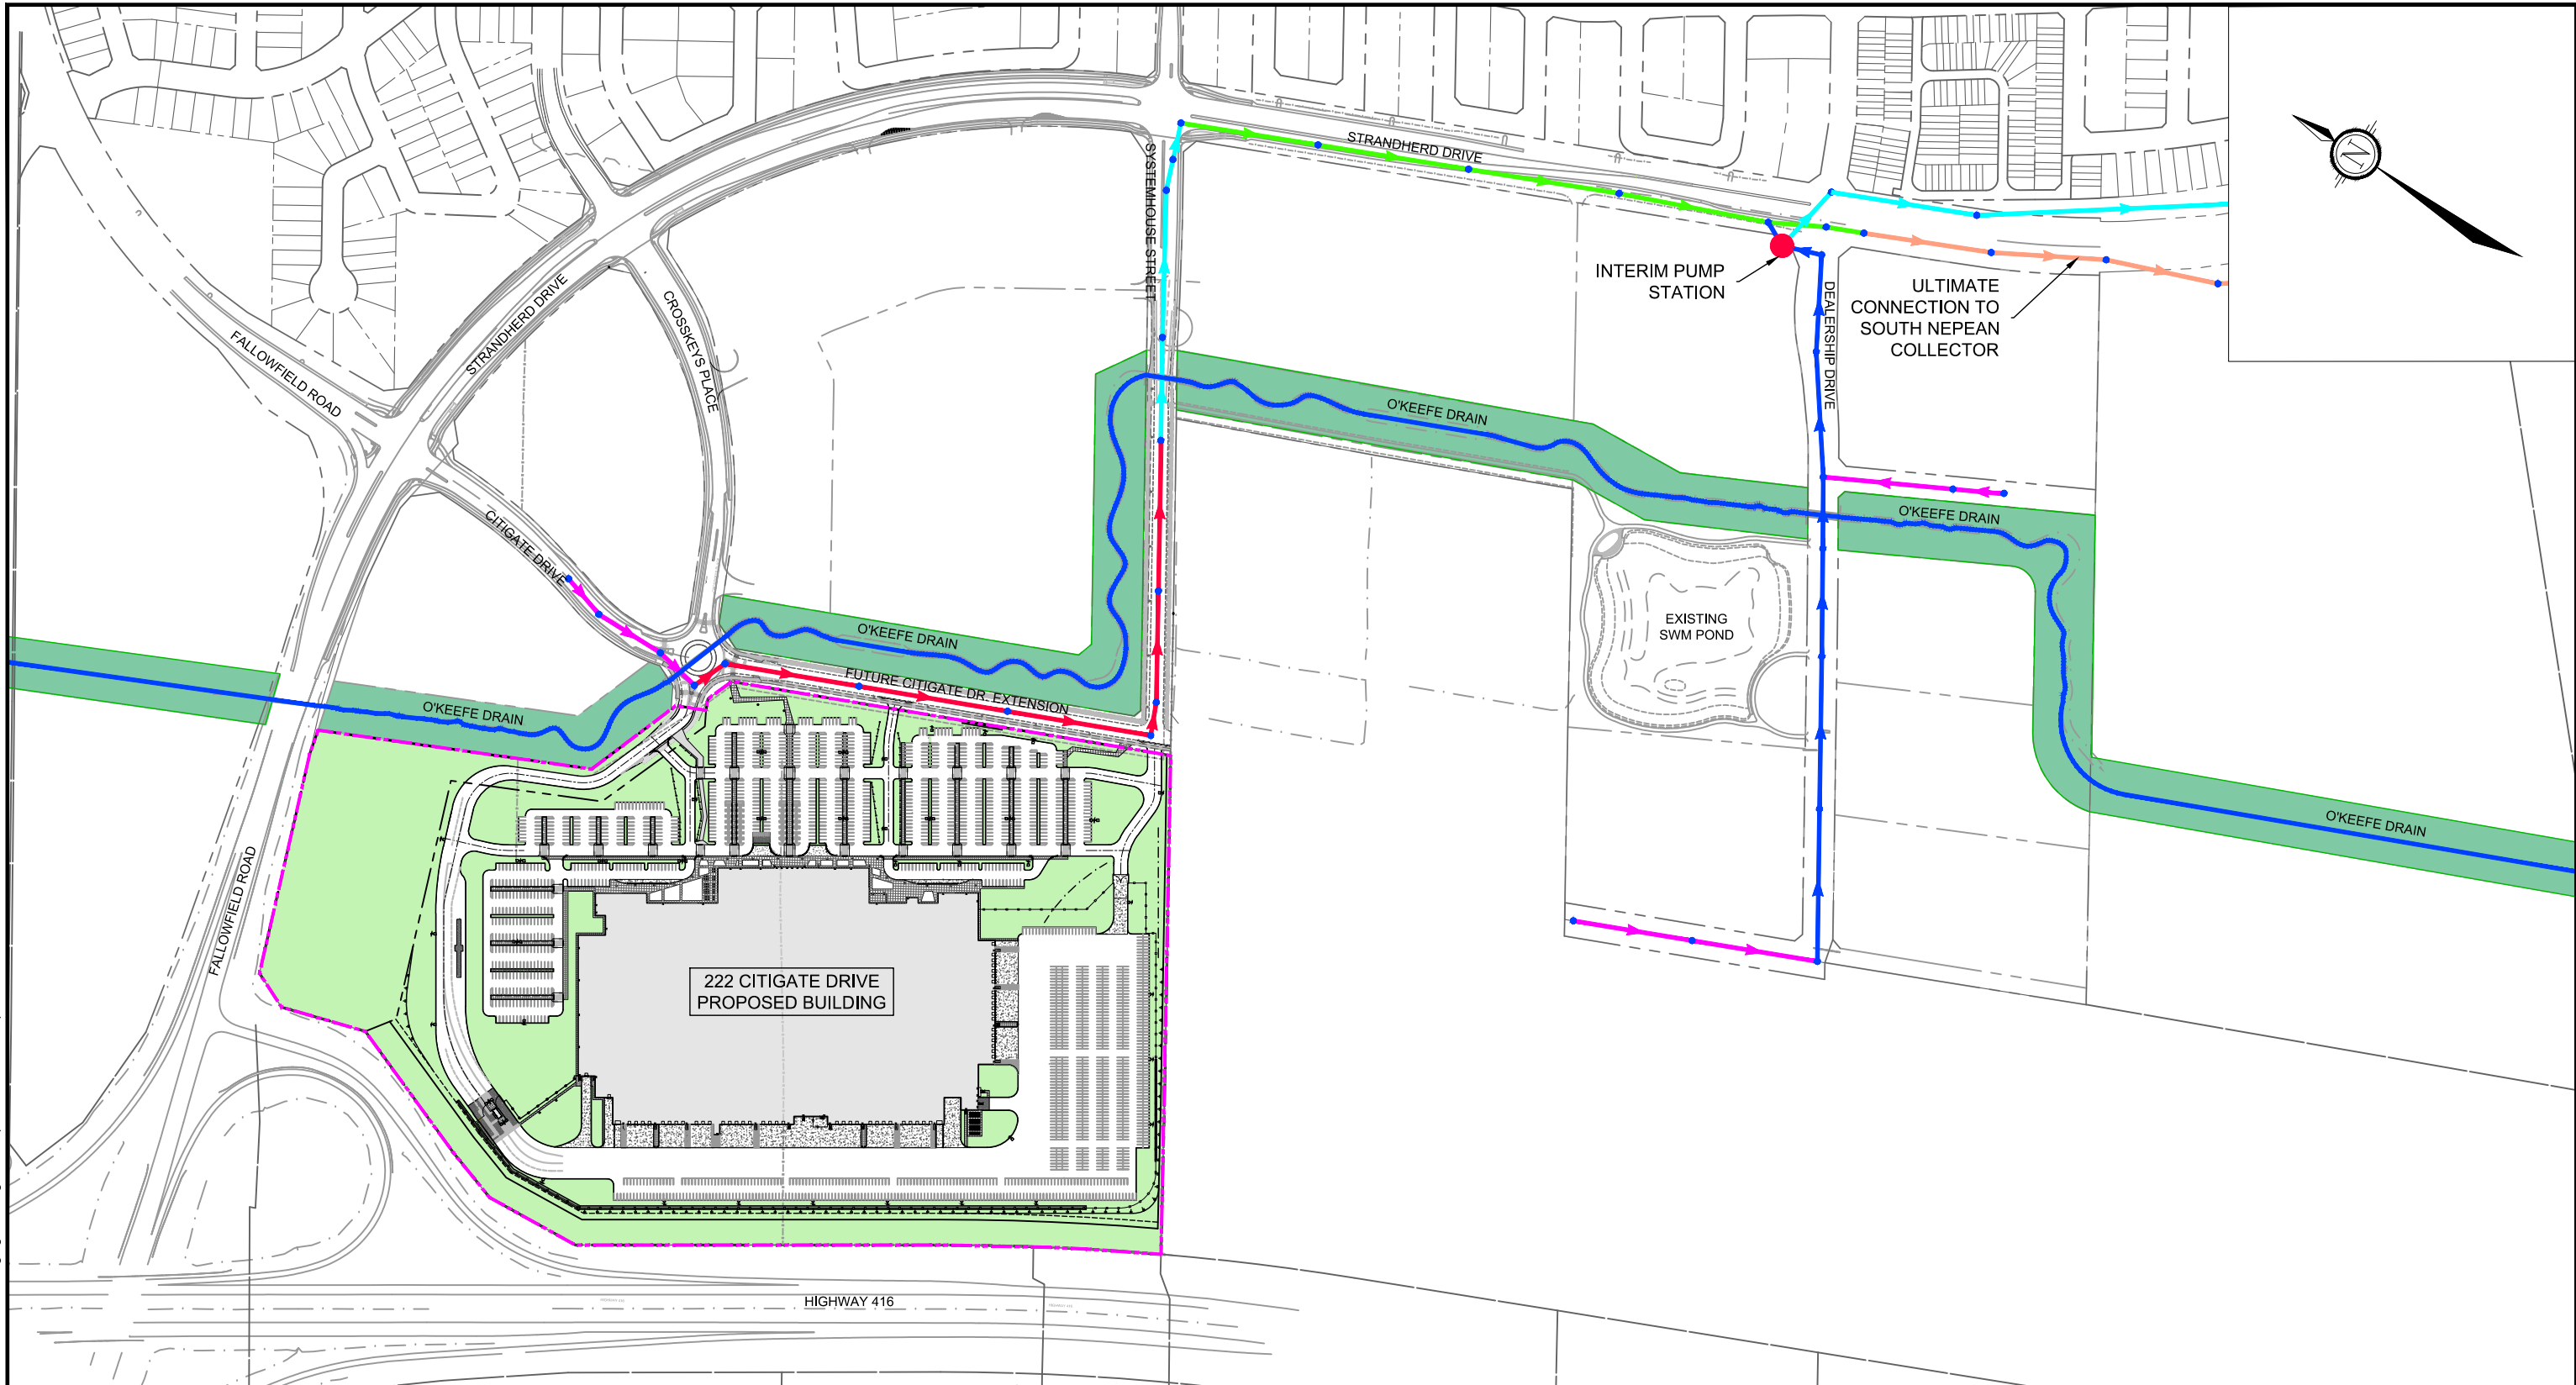 STRANDHERD DRIVE
SYSTEMHOUSE STREET
N
INTERIM PUMP
STATION
ULTIMATE
CONNECTION TO
SOUTH NEPEAN
COLLECTOR
DEALERSHIP DRIVE
STRANDHERD DRIVE
CROSSKEYS PLACE
FALLOWFIELD ROAD
O'KEEFE DRAIN
CITIGATE DRIVE
O'KEEFE DRAIN
EXISTING
SWM POND
O'KEEFE DRAIN
FUTURE CITIGATE DR. EXTENSION
O'KEEFE DRAIN
O'KEEFE DRAIN
FALLOWFIELD ROAD
222 CITIGATE DRIVE
PROPOSED BUILDING
HIGHWAY 416